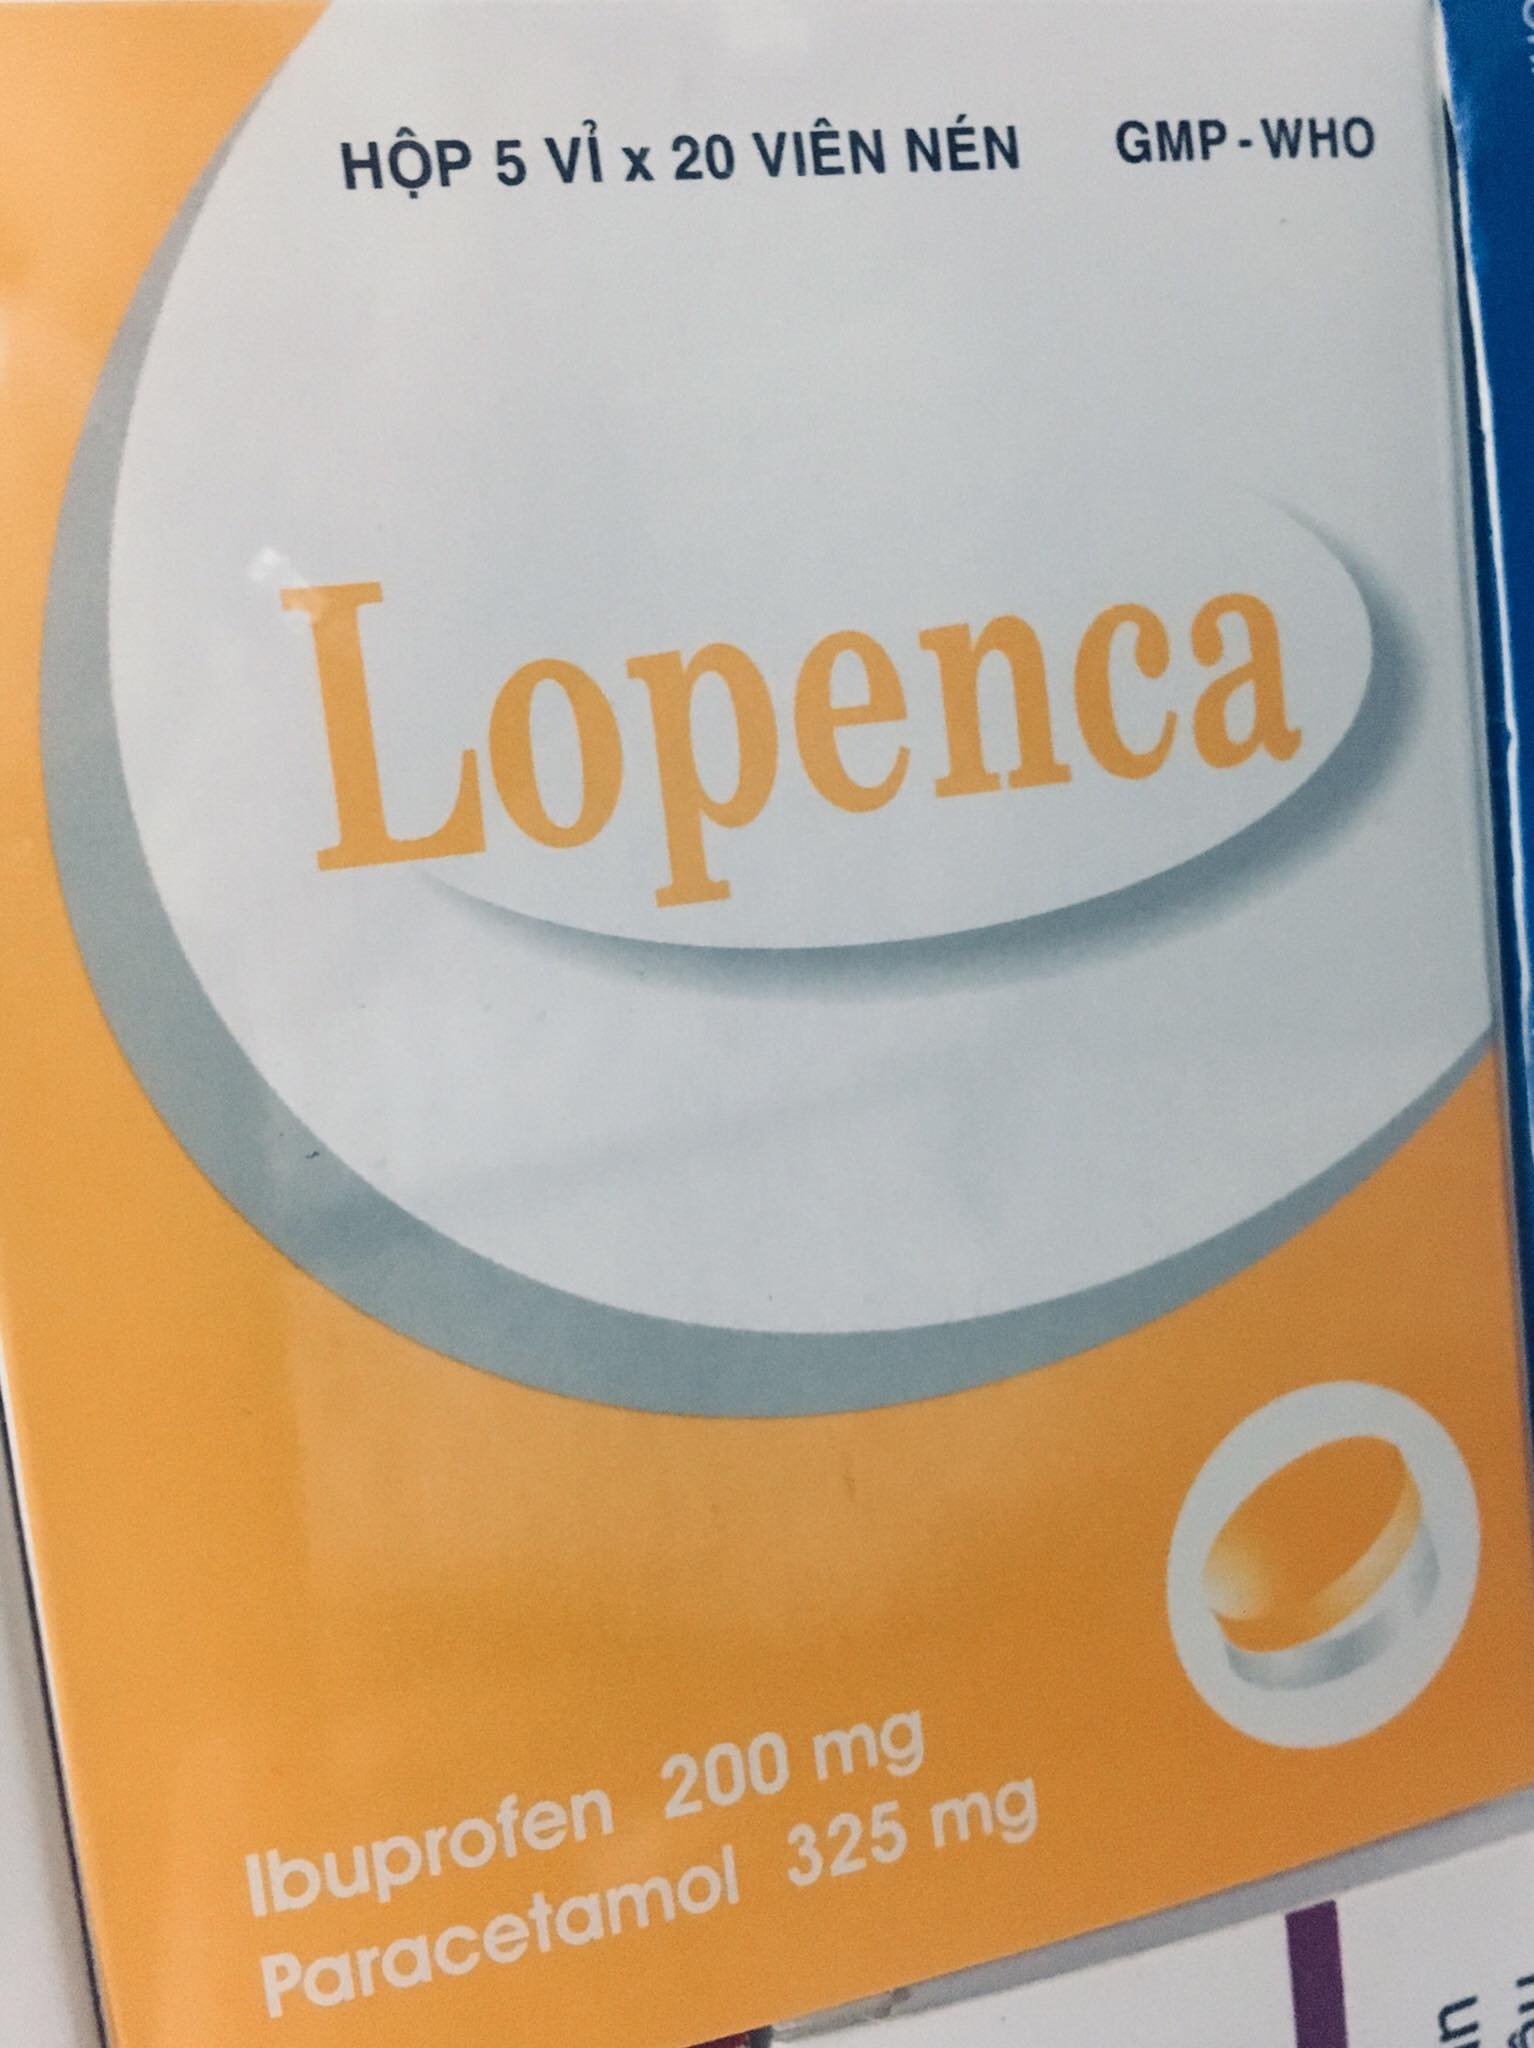 HỘP 5 VỈ x 20 VIÊN NÉN GMP - WHO
Lopenca
Ibuprofen 200 mg
Paracetamol 325 mg